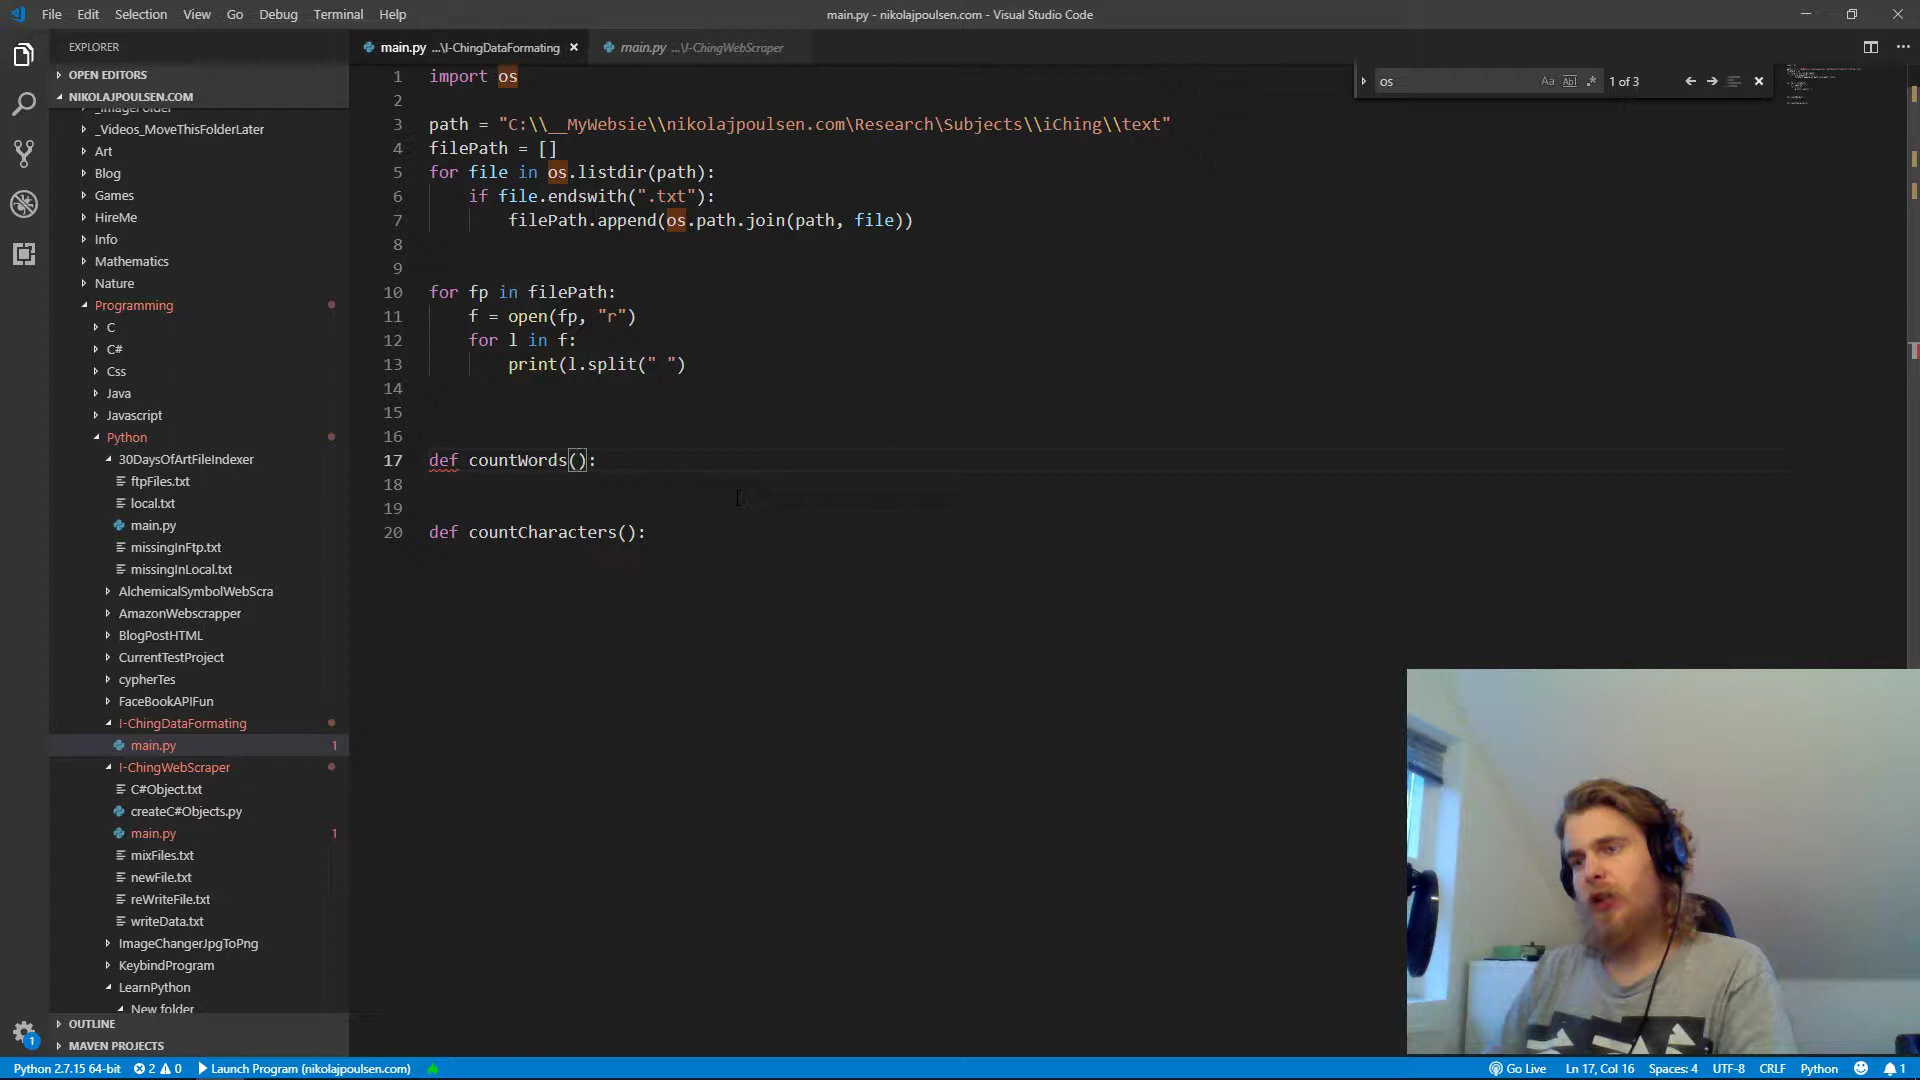 File Edit Selection View Go Debug Terminal Help
main.py - nikolajpoulsen.com - Visual Studio Code
EXPLORER
OPEN EDITORS
NIKOLAJPOULSEN.COM
_ImageFolder
_Videos_MoveThisFolderLater
Art
Blog
Games
HireMe
Info
Mathematics
Nature
Programming
C
C#
Css
Java
Javascript
Python
30DaysOfArtFileIndexer
ftpFiles.txt
local.txt
main.py
missingInFtp.txt
missingInLocal.txt
AlchemicalSymbolWebScra
AmazonWebscrapper
BlogPostHTML
CurrentTestProject
cypherTes
FaceBookAPIFun
I-ChingDataFormating
main.py 1
I-ChingWebScraper
C#Object.txt
createC#Objects.py
main.py 1
mixFiles.txt
newFile.txt
reWriteFile.txt
writeData.txt
ImageChangerJpgToPng
KeybindProgram
LearnPython
New folder
OUTLINE
MAVEN PROJECTS
main.py ...\I-ChingDataFormating
main.py ...\I-ChingWebScraper
os Aa Abl .* 1 of 3
1 import os
2
3 path = "C:\\__MyWebsie\\nikolajpoulsen.com\Research\Subjects\\iChing\\text"
4 filePath = []
5 for file in os.listdir(path):
6 if file.endswith(".txt"):
7 filePath.append(os.path.join(path, file))
8
9
10 for fp in filePath:
11 f = open(fp, "r")
12 for l in f:
13 print(l.split(" ")
14
15
16
17 def countWords():
18
19
20 def countCharacters():
1
Python 2.7.15 64-bit 2 0 Launch Program (nikolajpoulsen.com)
Go Live Ln 17, Col 16 Spaces: 4 UTF-8 CRLF Python 1